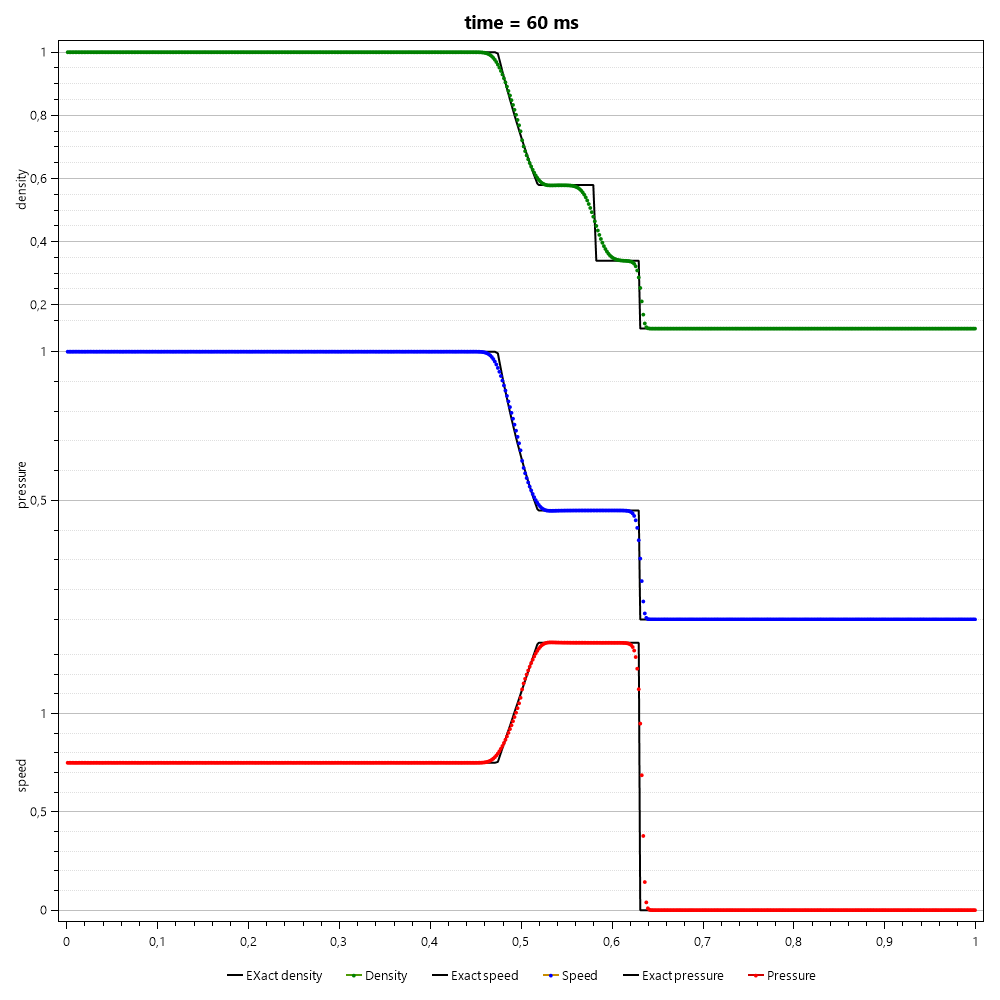 time = 60 ms
1
0,8
0,6
0,4
0,2
density
1
0,5
pressure
1
0,5
0
speed
0 0,1 0,2 0,3 0,4 0,5 0,6 0,7 0,8 0,9 1
EXact density Density Exact speed Speed Exact pressure Pressure